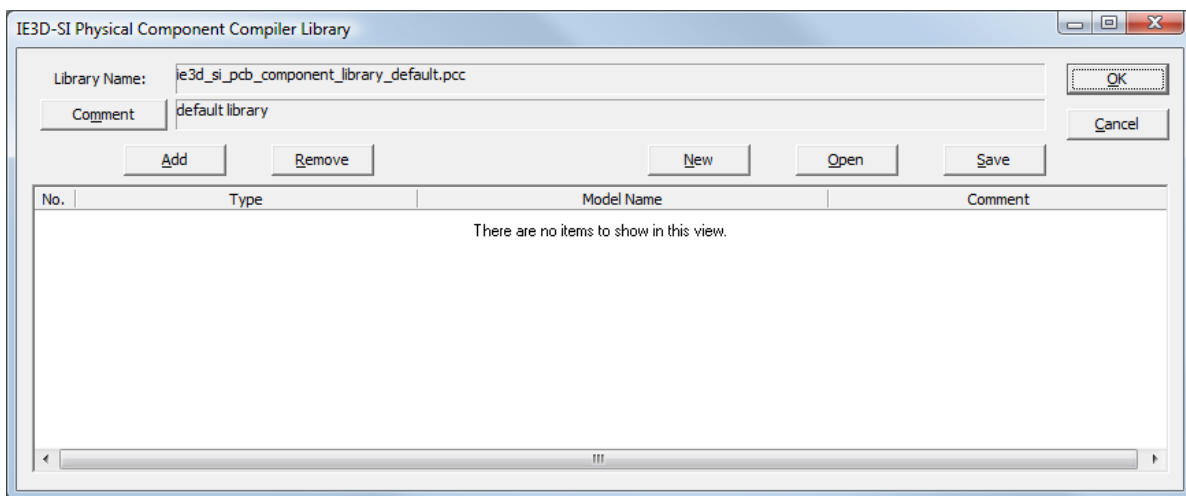 IE3D-SI Physical Component Compiler Library
Library Name: ie3d_si_pcb_component_library_default.pcc OK
Comment default library Cancel
Add Remove New Open Save
No. Type Model Name Comment
There are no items to show in this view.